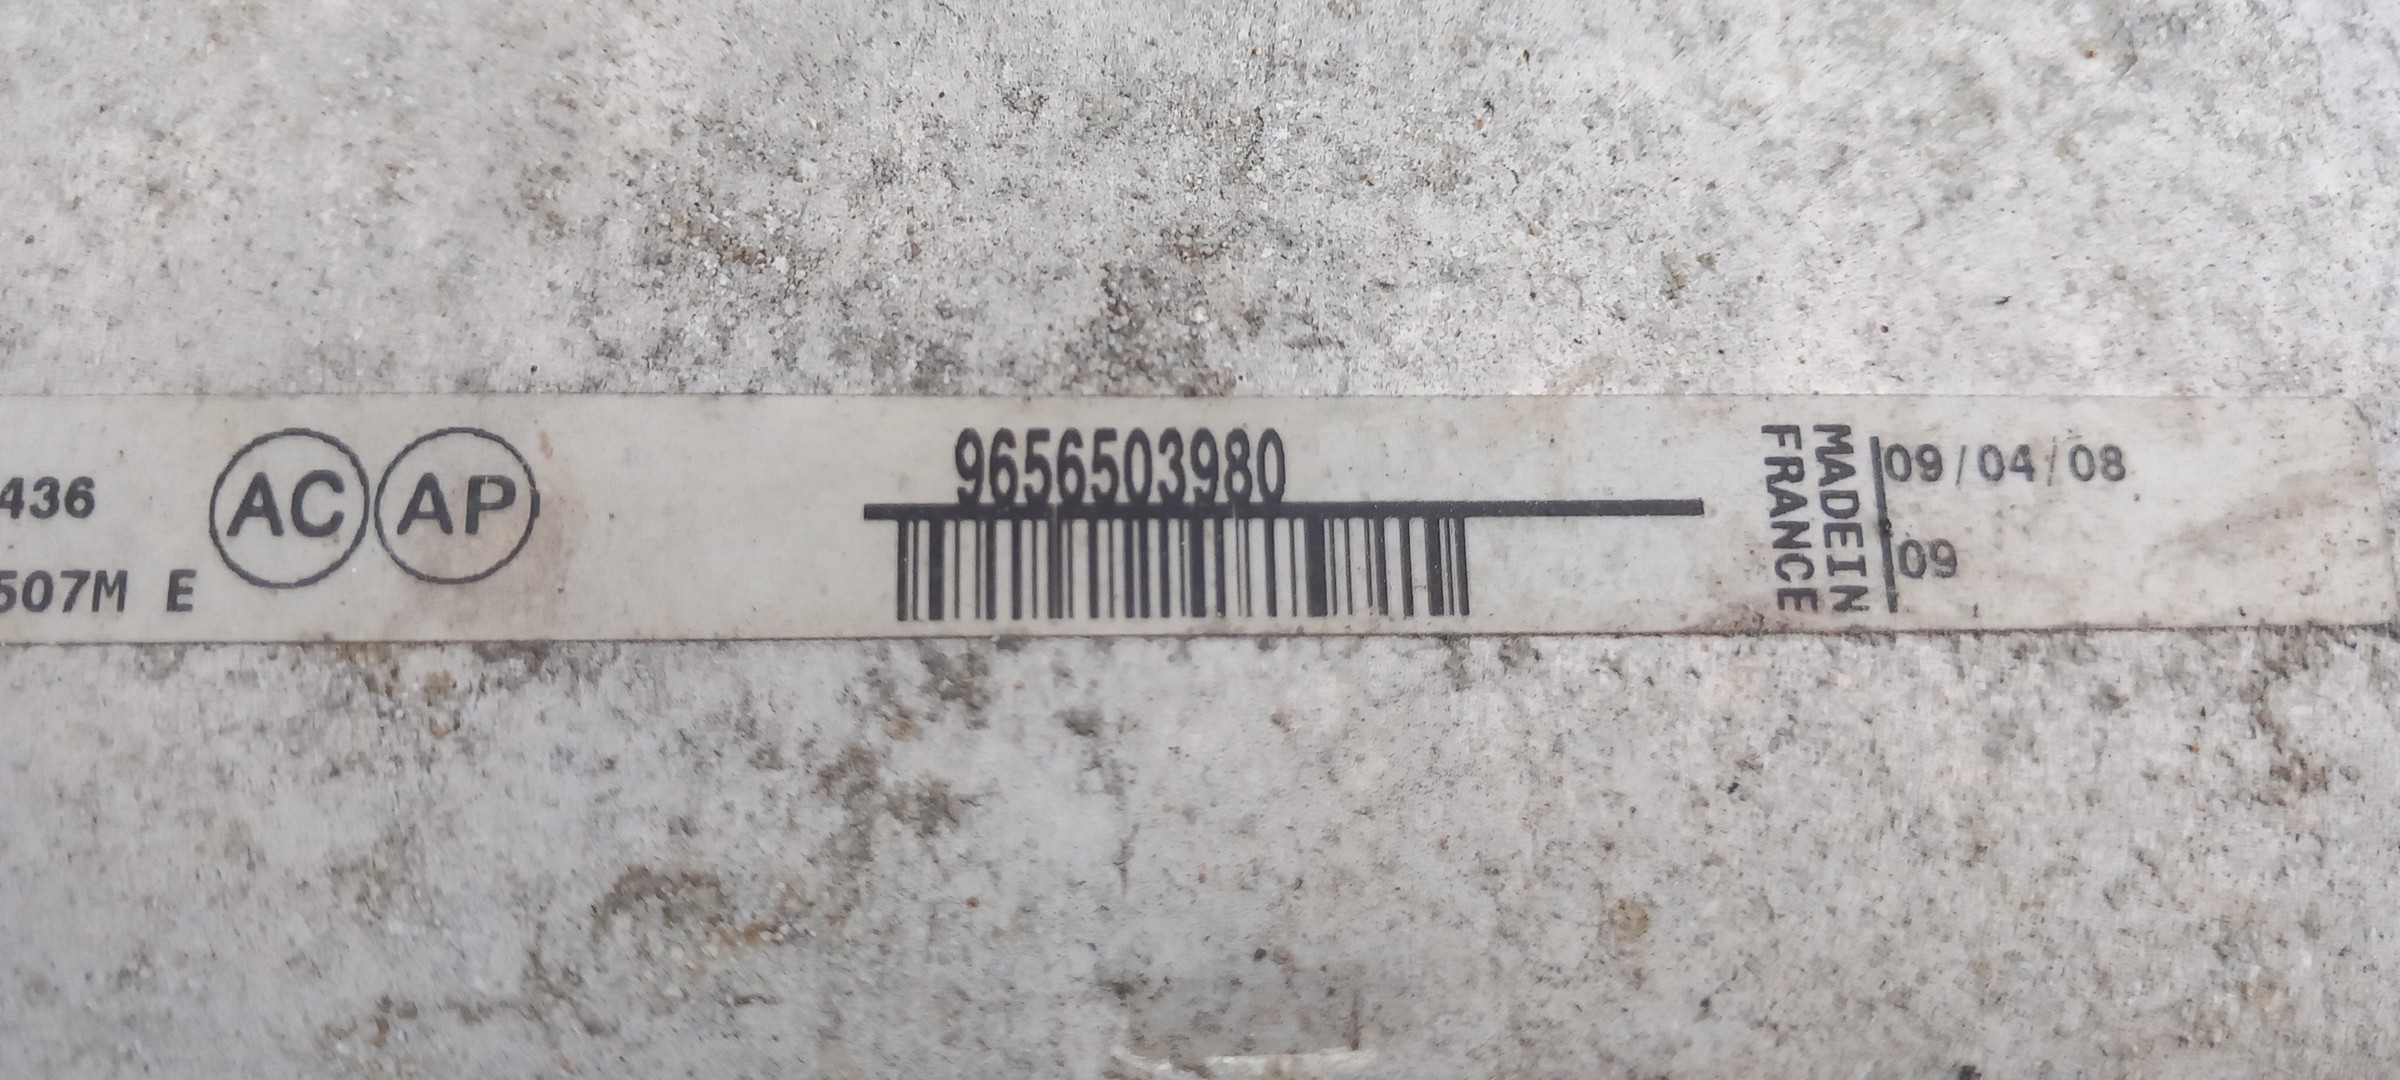 436
507M E
AC
AP
9656503980
MADEIN
FRANCE
09/04/08
09